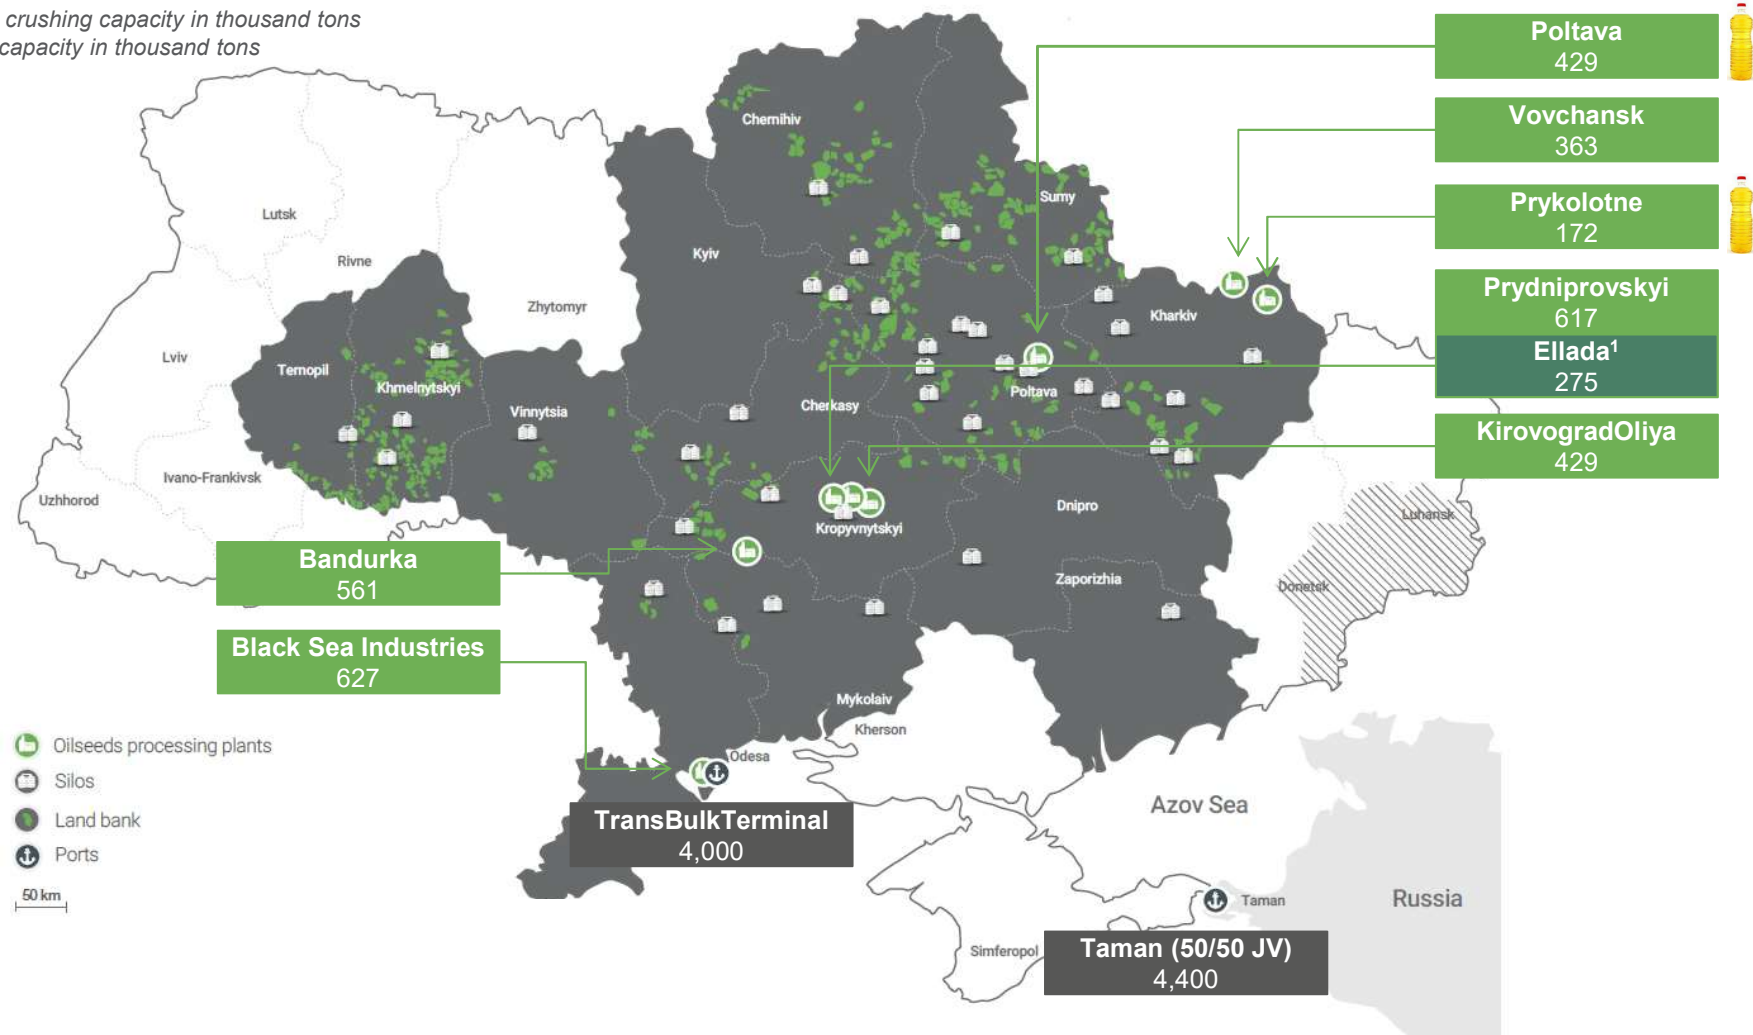 crushing capacity in thousand tons
capacity in thousand tons
Poltava
429
Vovchansk
363
Prykolotne
172
Prydniprovskyi
617
Ellada¹
275
KirovogradOliya
429
Chernihiv
Sumy
Lutsk
Rivne
Kyiv
Zhytomyr
Kharkiv
Lviv
Ternopil
Khmelnytskyi
Vinnytsia
Cherkasy
Poltava
Ivano-Frankivsk
Uzhhorod
Kropyvnytskyi
Dnipro
Luhansk
Zaporizhia
Donetsk
Bandurka
561
Black Sea Industries
627
Mykolaiv
Kherson
Odesa
Oilseeds processing plants
Silos
Land bank
Ports
50 km
TransBulkTerminal
4,000
Azov Sea
Taman
Russia
Simferopol
Taman (50/50 JV)
4,400